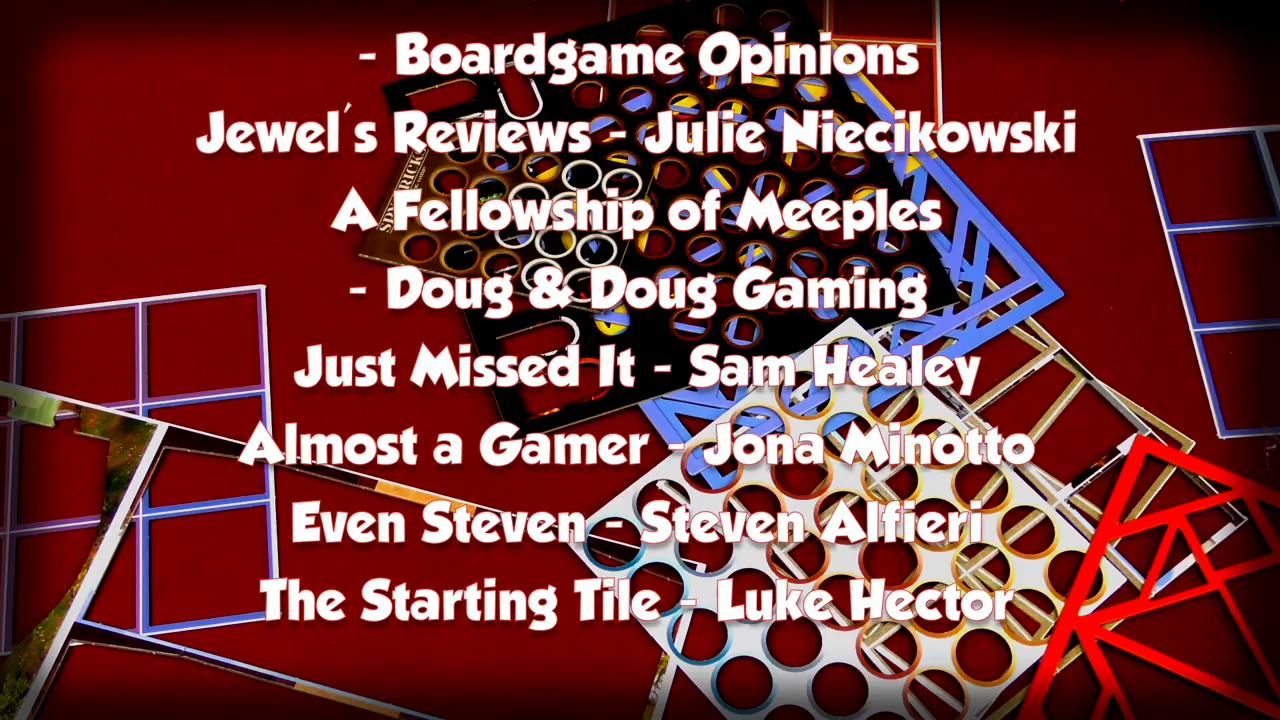 - Boardgame Opinions
Jewel's Reviews - Julie Niecikowski
A Fellowship of Meeples
- Doug & Doug Gaming
Just Missed It - Sam Healey
Almost a Gamer - Jona Minotto
Even Steven - Steven Alfieri
The Starting Tile - Luke Hector